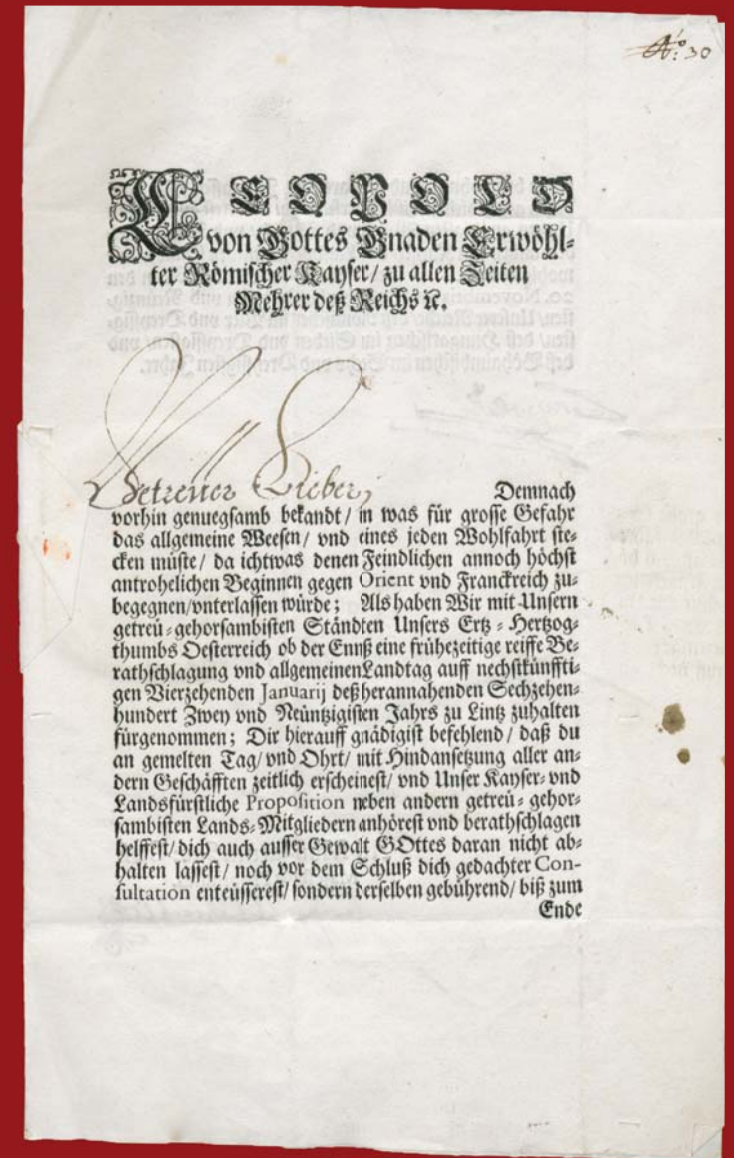 No: 30
LEOPOLD
von Gottes Gnaden Erwöhl-
ter Römischer Kayser/ zu allen Zeiten
Mehrer deß Reichs ꝛc.
Getreuer Lieber, Demnach
vorhin genuegsamb bekandt/ in was für grosse Gefahr
das allgemeine Weesen/ vnd eines jeden Wohlfahrt ste-
cken müste/ da ichtwas denen Feindlichen annoch höchst
antrohelichen Beginnen gegen Orient vnd Franckreich zu-
begegnen/vnterlassen würde; Als haben Wir mit Unsern
getreü-gehorsambisten Ständten Unsers Ertz-Hertzog-
thumbs Oesterreich ob der Ennß eine frühezeitige reiffe Be-
rathschlagung vnd allgemeinen Landtag auff nechstkünffti-
gen Vierzehenden Januarij deß herannahenden Sechzehen-
hundert Zwey vnd Neüntzigisten Jahrs zu Lintz zuhalten
fürgenommen; Dir hierauff gnädigist befehlend/ daß du
an gemelten Tag/ vnd Ohrt/ mit Hindansetzung aller an-
dern Geschäfften zeitlich erscheinest/ vnd Unser Kayser- vnd
Landsfürstliche Proposition neben andern getreü-gehor-
sambisten Lands-Mitgliedern anhörest vnd berathschlagen
helffest/ dich auch ausser Gewalt GOttes daran nicht ab-
halten lassest/ noch vor dem Schluß dich gedachter Con-
sultation enteüsserest/ sondern derselben gebührend/ biß zum
Ende